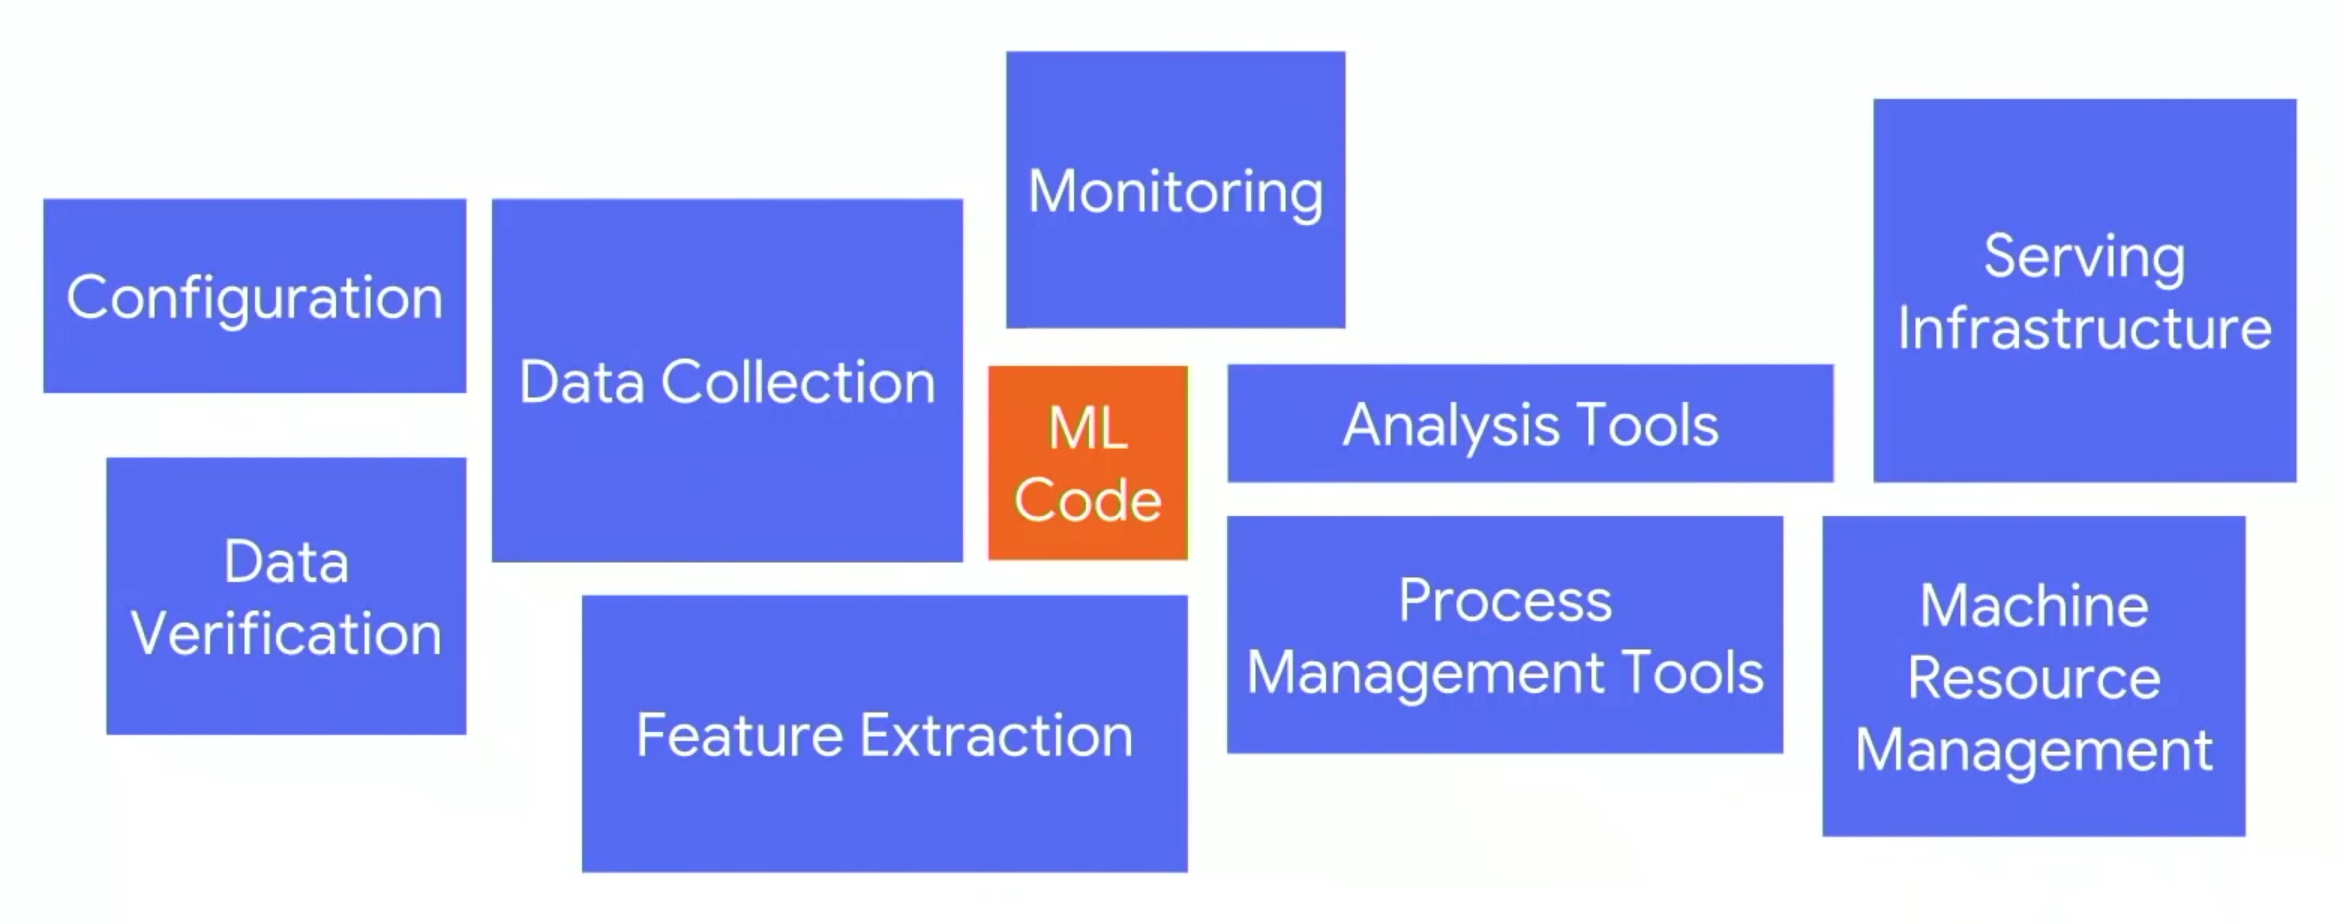 Monitoring
Configuration
Data Collection
Serving
Infrastructure
ML
Code
Analysis Tools
Data
Verification
Feature Extraction
Process
Management Tools
Machine
Resource
Management